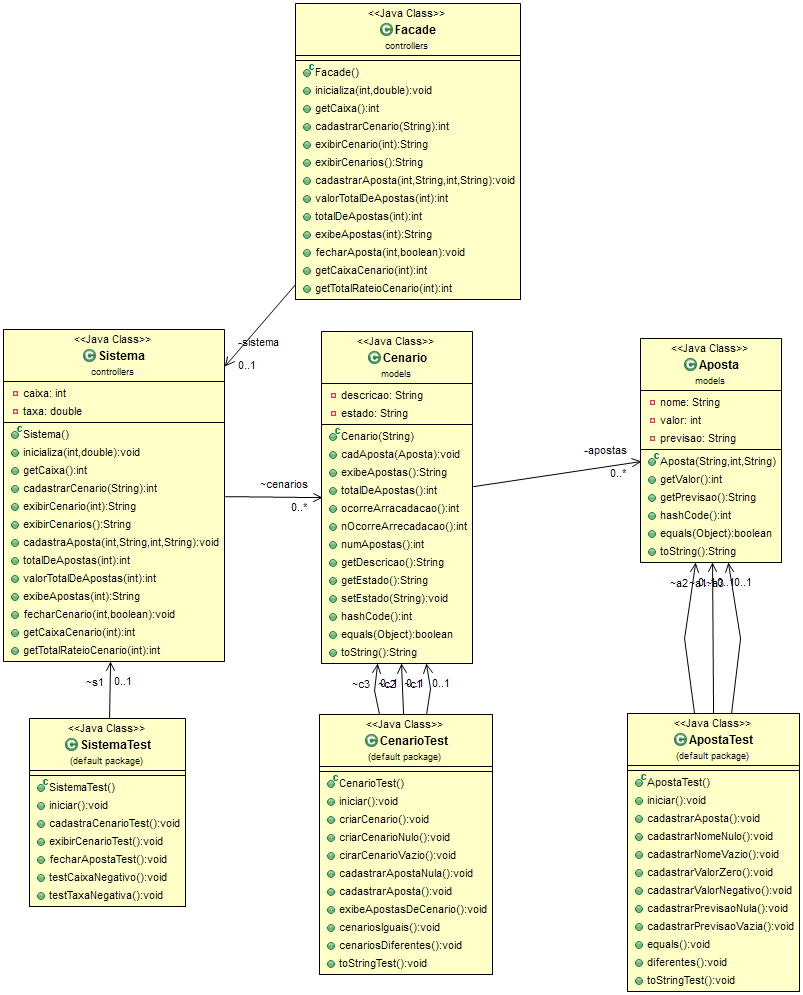 <<Java Class>>
Facade
controllers
Facade()
inicializa(int,double):void
getCaixa():int
cadastrarCenario(String):int
exibirCenario(int):String
exibirCenarios():String
cadastrarAposta(int,String,int,String):void
valorTotalDeApostas(int):int
totalDeApostas(int):int
exibeApostas(int):String
fecharAposta(int,boolean):void
getCaixaCenario(int):int
getTotalRateioCenario(int):int
-sistema
0..1
<<Java Class>>
Sistema
controllers
caixa: int
taxa: double
Sistema()
inicializa(int,double):void
getCaixa():int
cadastrarCenario(String):int
exibirCenario(int):String
exibirCenarios():String
cadastraAposta(int,String,int,String):void
totalDeApostas(int):int
valorTotalDeApostas(int):int
exibeApostas(int):String
fecharCenario(int,boolean):void
getCaixaCenario(int):int
getTotalRateioCenario(int):int
~cenarios
0..*
<<Java Class>>
Cenario
models
descricao: String
estado: String
Cenario(String)
cadAposta(Aposta):void
exibeApostas():String
totalDeApostas():int
ocorreArracadacao():int
nOcorreArrecadacao():int
numApostas():int
getDescricao():String
getEstado():String
setEstado(String):void
hashCode():int
equals(Object):boolean
toString():String
-apostas
0..*
<<Java Class>>
Aposta
models
nome: String
valor: int
previsao: String
Aposta(String,int,String)
getValor():int
getPrevisao():String
hashCode():int
equals(Object):boolean
toString():String
~s1
0..1
<<Java Class>>
SistemaTest
(default package)
SistemaTest()
iniciar():void
cadastraCenarioTest():void
exibirCenarioTest():void
fecharApostaTest():void
testCaixaNegativo():void
testTaxaNegativa():void
~c3
~c2
~c1
0..1
<<Java Class>>
CenarioTest
(default package)
CenarioTest()
iniciar():void
criarCenario():void
criarCenarioNulo():void
cirarCenarioVazio():void
cadastrarApostaNula():void
cadastrarAposta():void
exibeApostasDeCenario():void
cenariosIguais():void
cenariosDiferentes():void
toStringTest():void
~a2
~a1
~a3
0..1
<<Java Class>>
ApostaTest
(default package)
ApostaTest()
iniciar():void
cadastrarAposta():void
cadastrarNomeNulo():void
cadastrarNomeVazio():void
cadastrarValorZero():void
cadastrarValorNegativo():void
cadastrarPrevisaoNula():void
cadastrarPrevisaoVazia():void
equals():void
diferentes():void
toStringTest():void